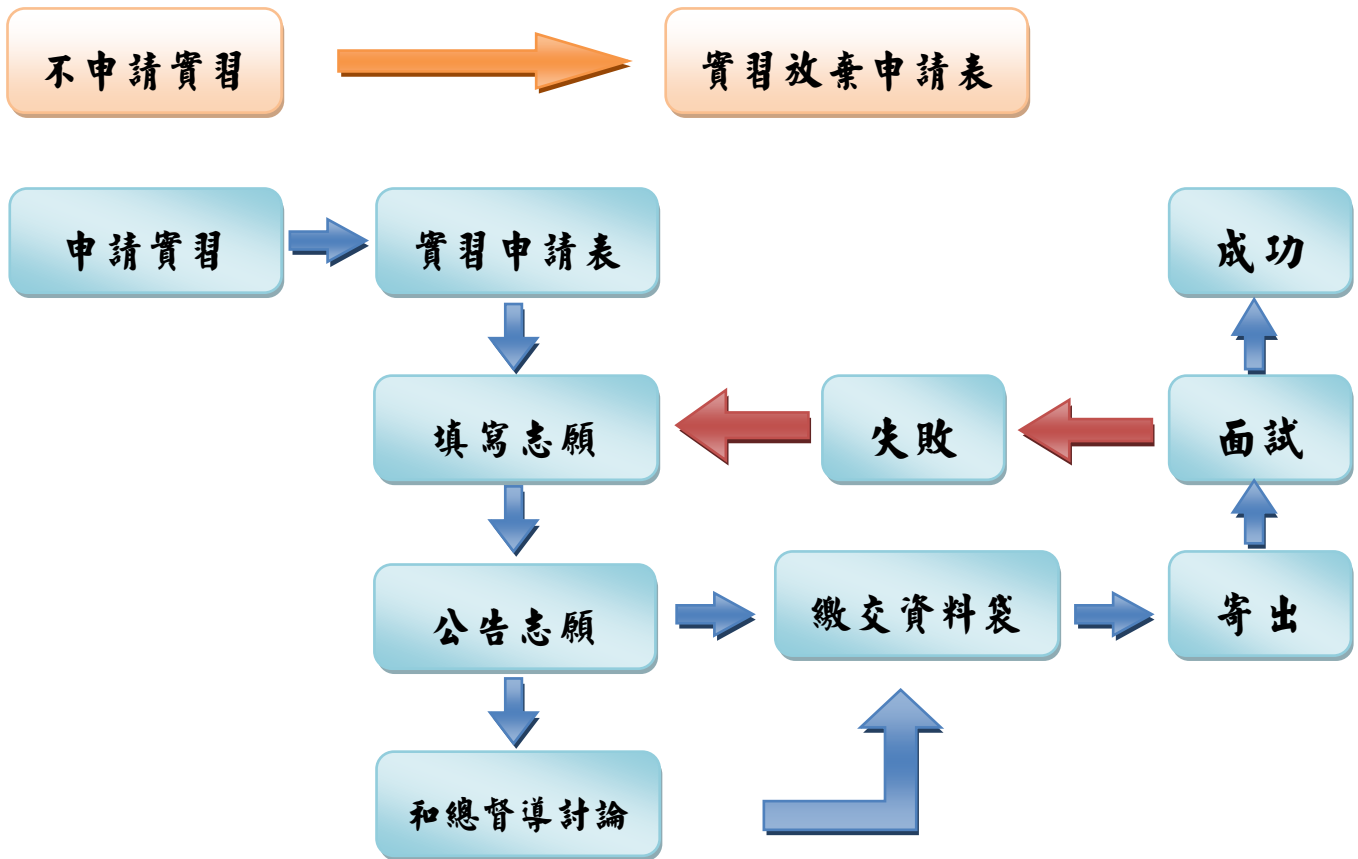 不申請實習
實習放棄申請表
申請實習
實習申請表
成功
填寫志願
失敗
面試
公告志願
繳交資料袋
寄出
和總督導討論